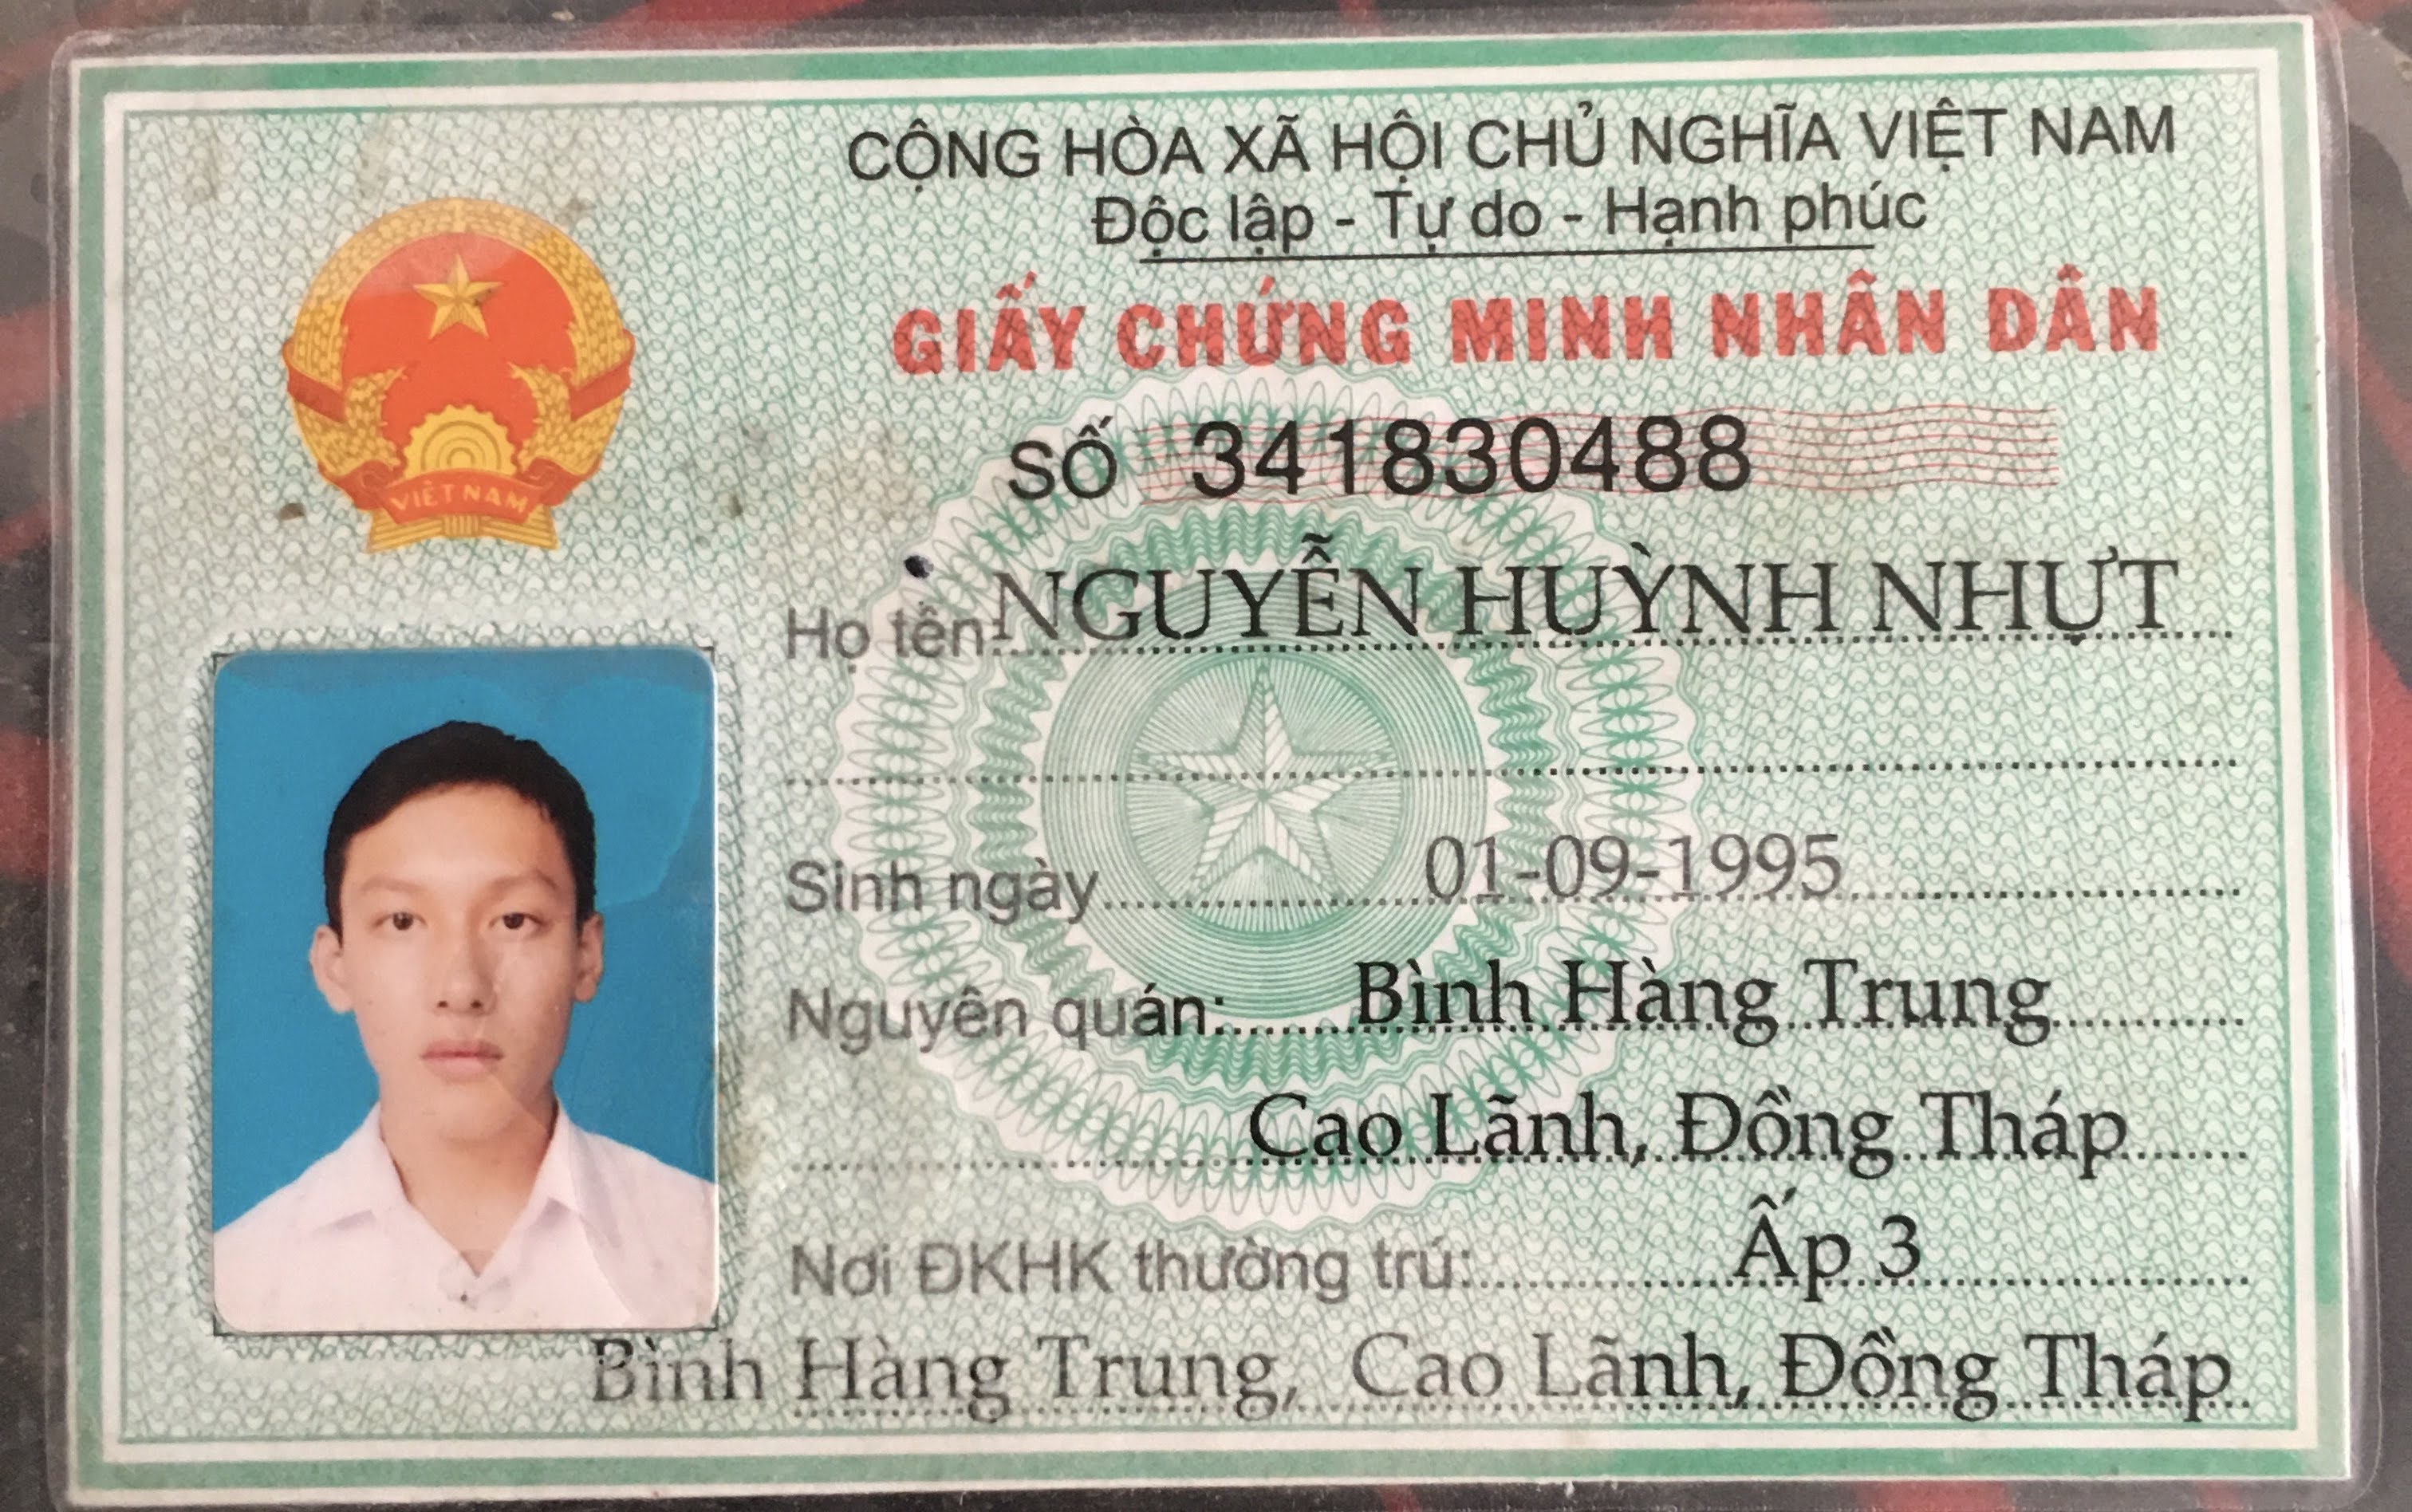 CỘNG HÒA XÃ HỘI CHỦ NGHĨA VIỆT NAM
Độc lập - Tự do - Hạnh phúc
GIẤY CHỨNG MINH NHÂN DÂN
SỐ 341830488
VIỆT NAM
Họ tên: NGUYỄN HUỲNH NHỰT
Sinh ngày 01-09-1995
Nguyên quán: Bình Hàng Trung
Cao Lãnh, Đồng Tháp
Nơi ĐKHK thường trú: Ấp 3
Bình Hàng Trung, Cao Lãnh, Đồng Tháp